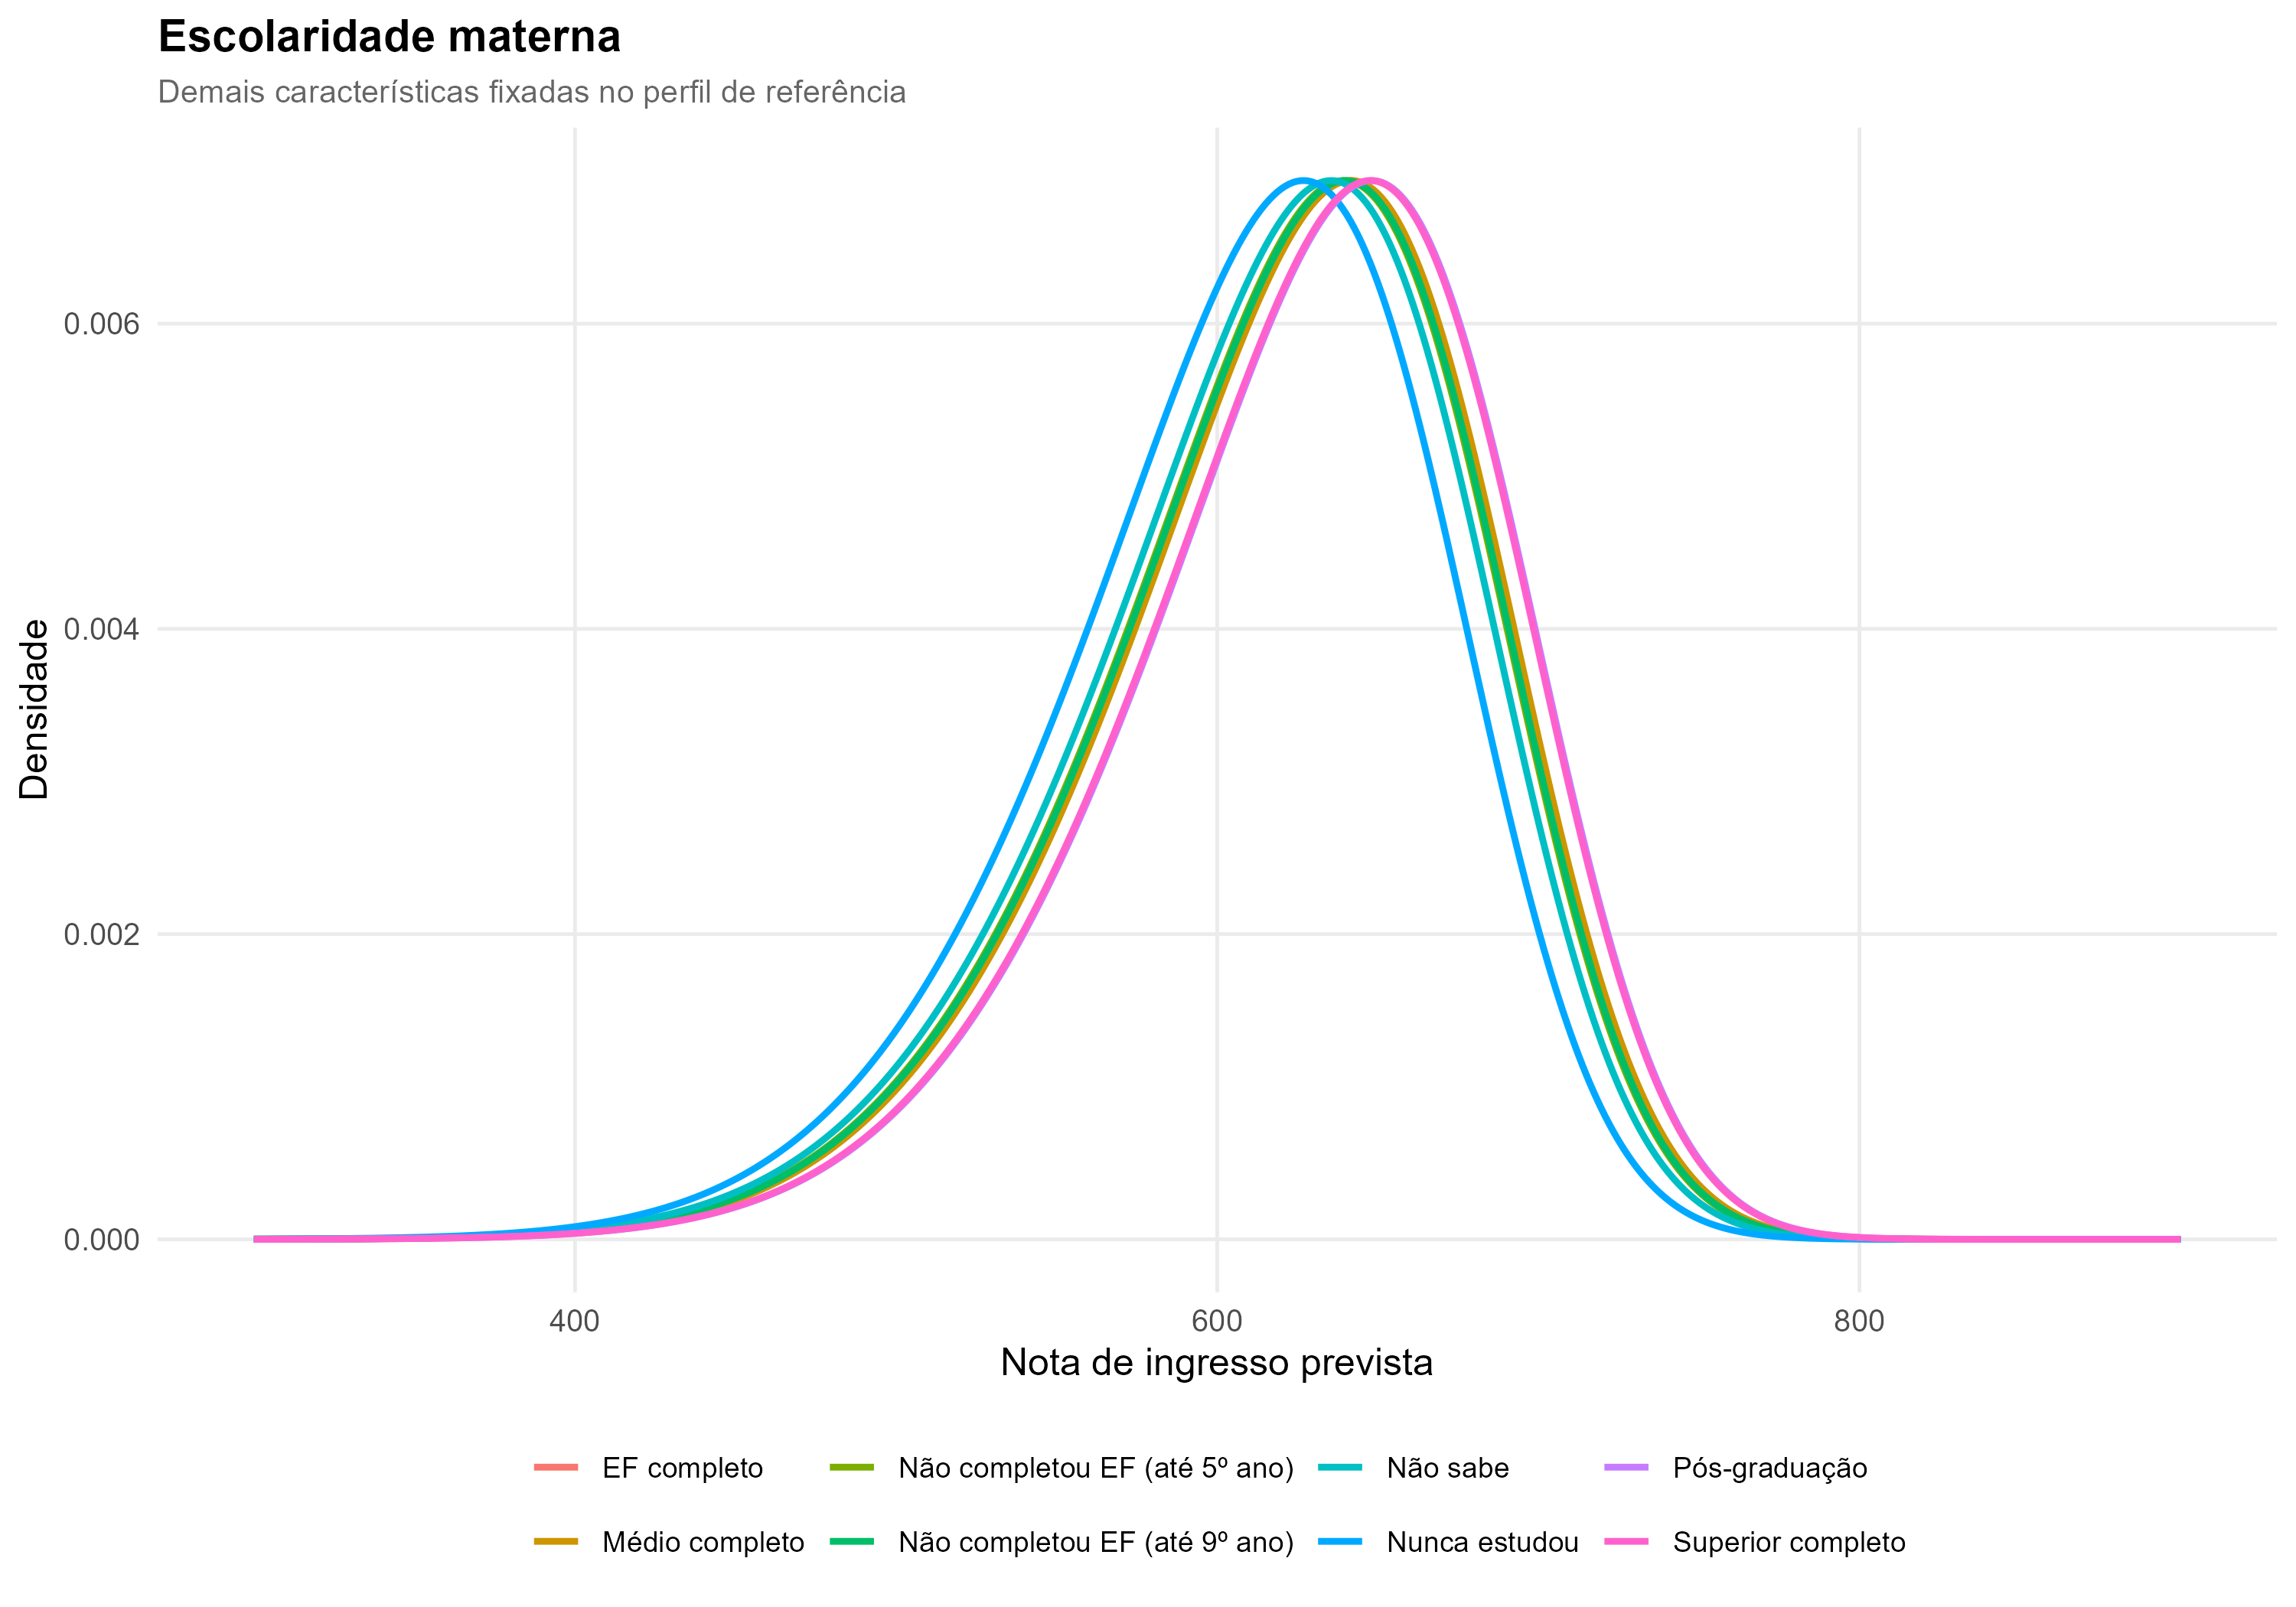 Escolaridade materna
Demais características fixadas no perfil de referência
Densidade
0.006
0.004
0.002
0.000
400 600 800
Nota de ingresso prevista
EF completo Não completou EF (até 5º ano) Não sabe Pós-graduação
Médio completo Não completou EF (até 9º ano) Nunca estudou Superior completo